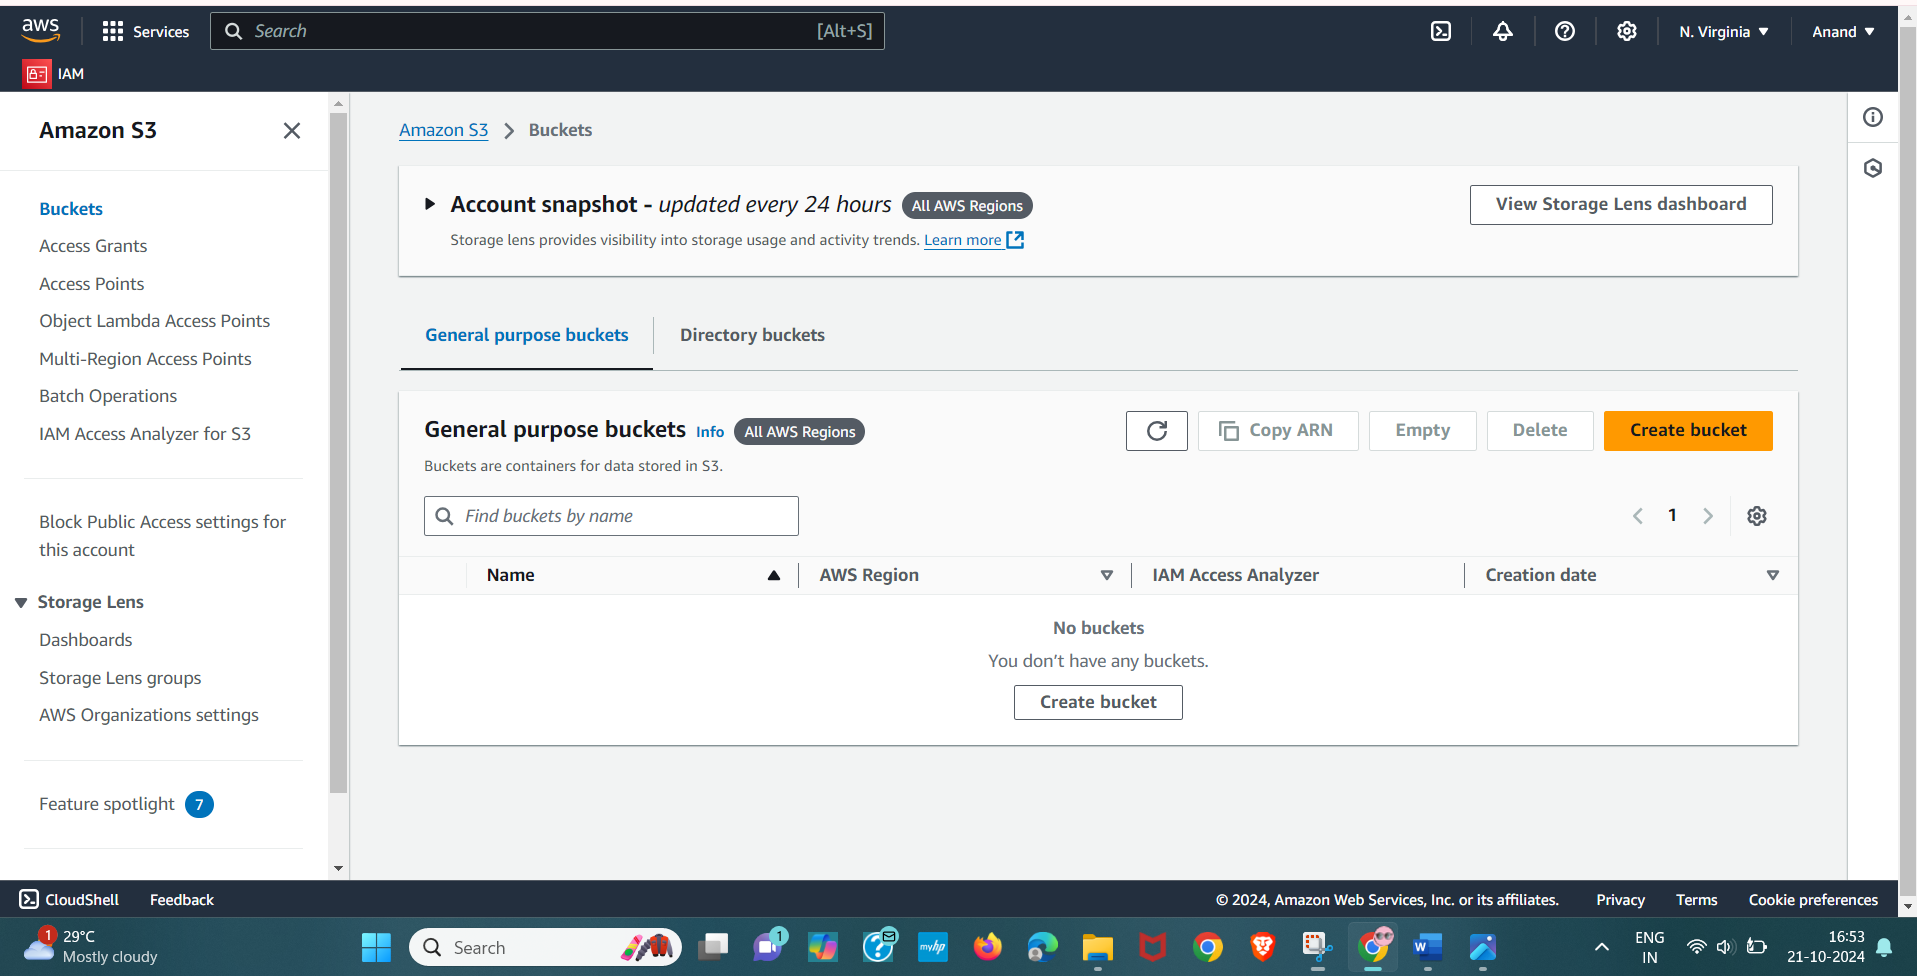 aws
Services
Search
[Alt+S]
N. Virginia
Anand
IAM
Amazon S3
Buckets
Access Grants
Access Points
Object Lambda Access Points
Multi-Region Access Points
Batch Operations
IAM Access Analyzer for S3
Block Public Access settings for
this account
Storage Lens
Dashboards
Storage Lens groups
AWS Organizations settings
Feature spotlight 7
Amazon S3 > Buckets
Account snapshot - updated every 24 hours All AWS Regions
Storage lens provides visibility into storage usage and activity trends. Learn more
View Storage Lens dashboard
General purpose buckets
Directory buckets
General purpose buckets Info All AWS Regions
Buckets are containers for data stored in S3.
Copy ARN
Empty
Delete
Create bucket
Find buckets by name
1
Name
AWS Region
IAM Access Analyzer
Creation date
No buckets
You don't have any buckets.
Create bucket
CloudShell
Feedback
© 2024, Amazon Web Services, Inc. or its affiliates.
Privacy
Terms
Cookie preferences
1
29°C
Mostly cloudy
Search
1
myhp
W
ENG
IN
16:53
21-10-2024